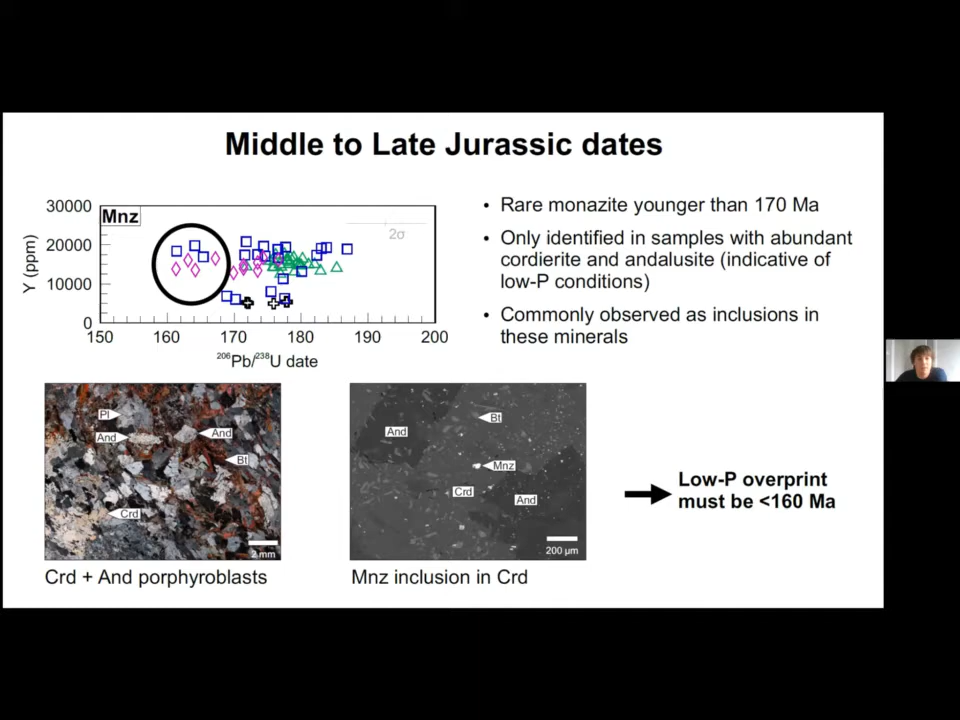 Middle to Late Jurassic dates
30000
20000
10000
0
Y (ppm)
Mnz
2σ
150 160 170 180 190 200
²⁰⁶Pb/²³⁸U date
• Rare monazite younger than 170 Ma
• Only identified in samples with abundant
cordierite and andalusite (indicative of
low-P conditions)
• Commonly observed as inclusions in
these minerals
Pl
And
And
Bt
Crd
2 mm
Crd + And porphyroblasts
And
Bt
Mnz
Crd
And
200 µm
Mnz inclusion in Crd
Low-P overprint
must be <160 Ma